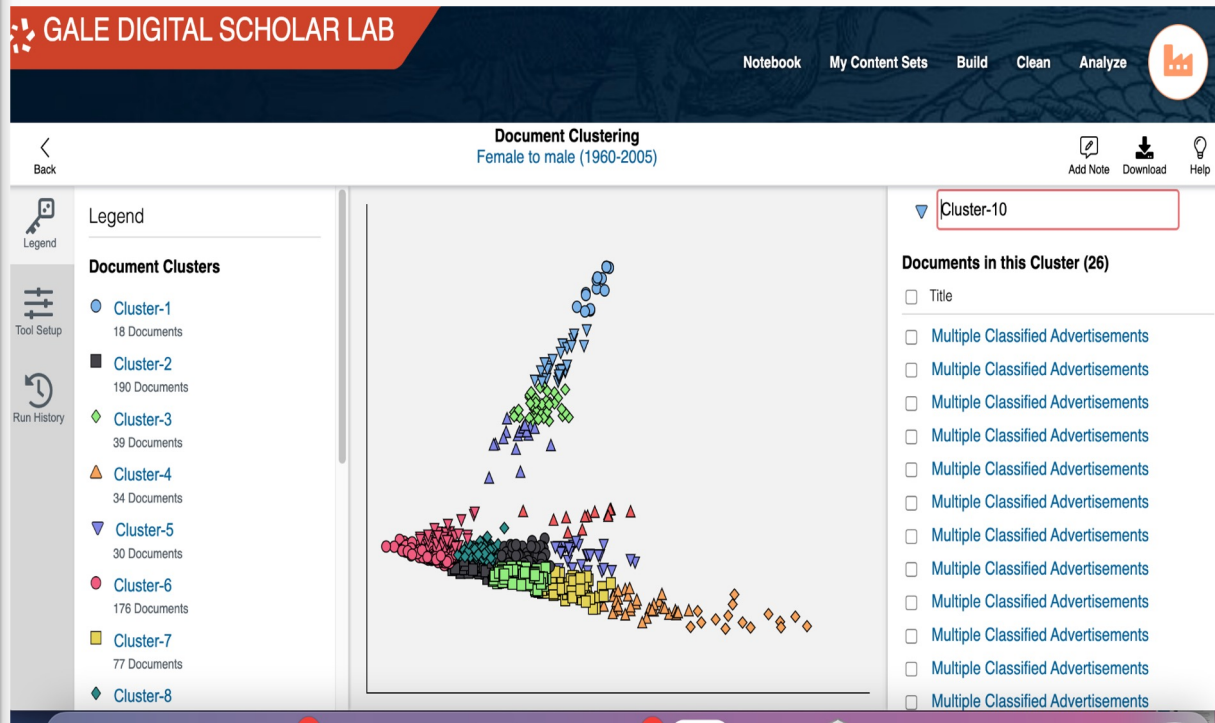 GALE DIGITAL SCHOLAR LAB
Notebook My Content Sets Build Clean Analyze
Back
Document Clustering
Female to male (1960-2005)
Add Note Download Help
Legend
Tool Setup
Run History
Legend
Document Clusters
Cluster-1
18 Documents
Cluster-2
190 Documents
Cluster-3
39 Documents
Cluster-4
34 Documents
Cluster-5
30 Documents
Cluster-6
176 Documents
Cluster-7
77 Documents
Cluster-8
Cluster-10
Documents in this Cluster (26)
Title
Multiple Classified Advertisements
Multiple Classified Advertisements
Multiple Classified Advertisements
Multiple Classified Advertisements
Multiple Classified Advertisements
Multiple Classified Advertisements
Multiple Classified Advertisements
Multiple Classified Advertisements
Multiple Classified Advertisements
Multiple Classified Advertisements
Multiple Classified Advertisements
Multiple Classified Advertisements